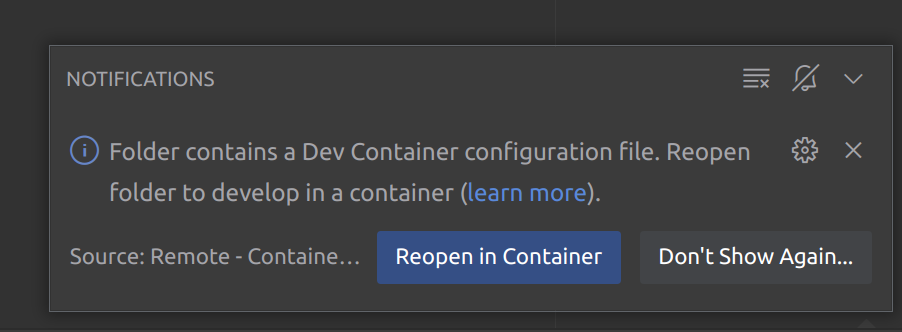 NOTIFICATIONS
Folder contains a Dev Container configuration file. Reopen
folder to develop in a container (learn more).
Source: Remote - Containe…
Reopen in Container
Don't Show Again...